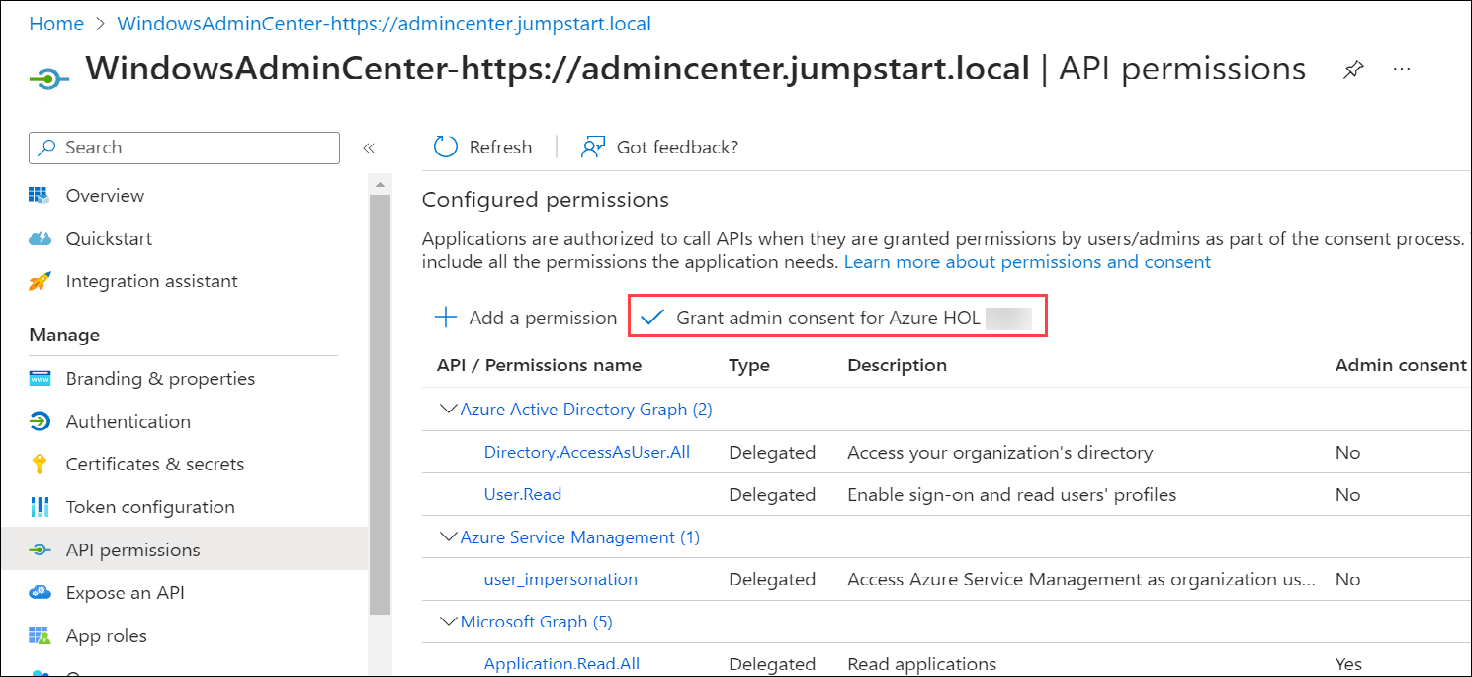 Home > WindowsAdminCenter-https://admincenter.jumpstart.local
WindowsAdminCenter-https://admincenter.jumpstart.local | API permissions
Search
Refresh | Got feedback?
Overview
Quickstart
Integration assistant
Manage
Branding & properties
Authentication
Certificates & secrets
Token configuration
API permissions
Expose an API
App roles
Configured permissions
Applications are authorized to call APIs when they are granted permissions by users/admins as part of the consent process.
include all the permissions the application needs. Learn more about permissions and consent
Add a permission Grant admin consent for Azure HOL
API / Permissions name Type Description Admin consent
Azure Active Directory Graph (2)
Directory.AccessAsUser.All Delegated Access your organization's directory No
User.Read Delegated Enable sign-on and read users' profiles No
Azure Service Management (1)
user_impersonation Delegated Access Azure Service Management as organization us... No
Microsoft Graph (5)
Application.Read.All Delegated Read applications Yes